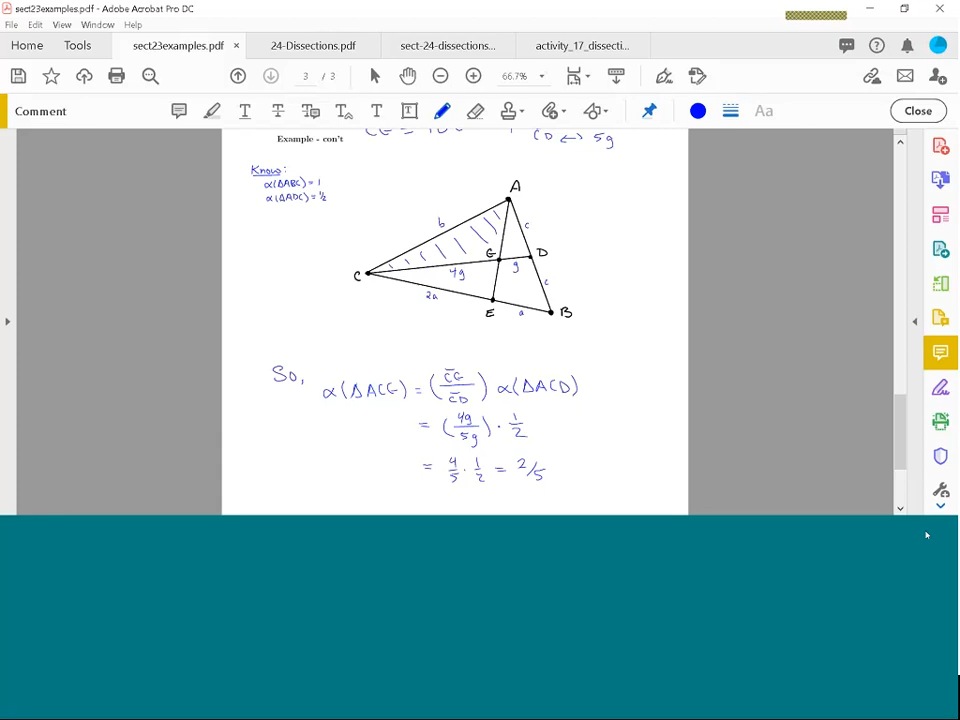 sect23examples.pdf - Adobe Acrobat Pro DC
File Edit View Window Help
Home Tools sect23examples.pdf × 24-Dissections.pdf sect-24-dissections... activity_17_dissecti...
3 / 3 66.7%
Comment Aa Close
Example - con't
CD ↔ 5g
Know:
α(ΔABC) = 1
α(ΔADC) = 1/2
A
b
c
G
D
C
4g
g
c
2a
E
a
B
So,
α(ΔACG) = (CG/CD) α(ΔACD)
= (4g/5g) · 1/2
= 4/5 · 1/2 = 2/5